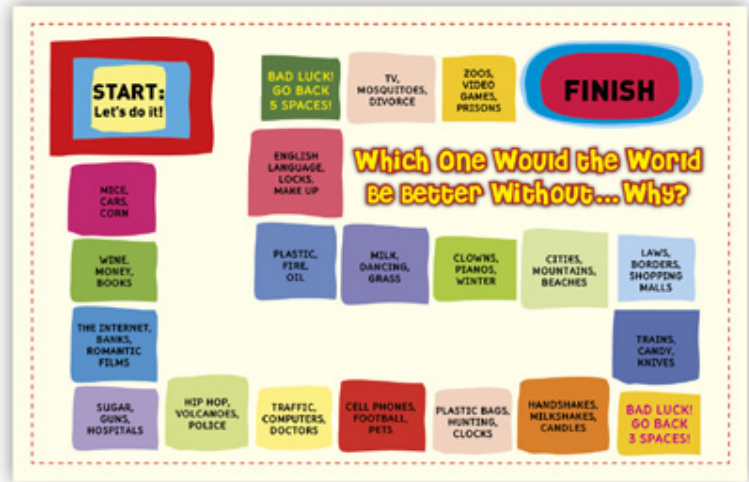 START:
Let's do it!
MICE,
CARS,
CORN
WINE,
MONEY,
BOOKS
THE INTERNET,
BANKS,
ROMANTIC
FILMS
SUGAR,
GUNS,
HOSPITALS
HIP HOP,
VOLCANOES,
POLICE
TRAFFIC,
COMPUTERS,
DOCTORS
CELL PHONES,
FOOTBALL,
PETS
PLASTIC BAGS,
HUNTING,
CLOCKS
HANDSHAKES,
MILKSHAKES,
CANDLES
BAD LUCK!
GO BACK
3 SPACES!
TRAINS,
CANDY,
KNIVES
LAWS,
BORDERS,
SHOPPING
MALLS
CITIES,
MOUNTAINS,
BEACHES
CLOWNS,
PIANOS,
WINTER
MILK,
DANCING,
GRASS
PLASTIC,
FIRE,
OIL
ENGLISH
LANGUAGE,
LOCKS,
MAKE UP
BAD LUCK!
GO BACK
5 SPACES!
TV,
MOSQUITOES,
DIVORCE
ZOOS,
VIDEO
GAMES,
PRISONS
FINISH
Which One Would the World
Be Better Without... Why?